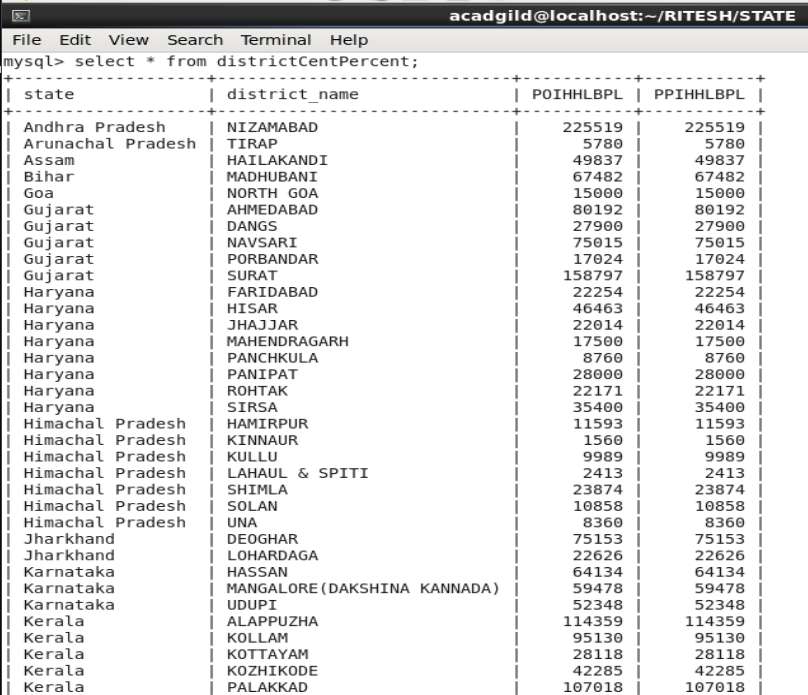 acadgild@localhost:~/RITESH/STATE
File Edit View Search Terminal Help
mysql> select * from districtCentPercent;
+--------------------+------------------------------+-----------+-----------+
| state | district_name | POIHHLBPL | PPIHHLBPL |
+--------------------+------------------------------+-----------+-----------+
| Andhra Pradesh | NIZAMABAD | 225519 | 225519 |
| Arunachal Pradesh | TIRAP | 5780 | 5780 |
| Assam | HAILAKANDI | 49837 | 49837 |
| Bihar | MADHUBANI | 67482 | 67482 |
| Goa | NORTH GOA | 15000 | 15000 |
| Gujarat | AHMEDABAD | 80192 | 80192 |
| Gujarat | DANGS | 27900 | 27900 |
| Gujarat | NAVSARI | 75015 | 75015 |
| Gujarat | PORBANDAR | 17024 | 17024 |
| Gujarat | SURAT | 158797 | 158797 |
| Haryana | FARIDABAD | 22254 | 22254 |
| Haryana | HISAR | 46463 | 46463 |
| Haryana | JHAJJAR | 22014 | 22014 |
| Haryana | MAHENDRAGARH | 17500 | 17500 |
| Haryana | PANCHKULA | 8760 | 8760 |
| Haryana | PANIPAT | 28000 | 28000 |
| Haryana | ROHTAK | 22171 | 22171 |
| Haryana | SIRSA | 35400 | 35400 |
| Himachal Pradesh | HAMIRPUR | 11593 | 11593 |
| Himachal Pradesh | KINNAUR | 1560 | 1560 |
| Himachal Pradesh | KULLU | 9989 | 9989 |
| Himachal Pradesh | LAHAUL & SPITI | 2413 | 2413 |
| Himachal Pradesh | SHIMLA | 23874 | 23874 |
| Himachal Pradesh | SOLAN | 10858 | 10858 |
| Himachal Pradesh | UNA | 8360 | 8360 |
| Jharkhand | DEOGHAR | 75153 | 75153 |
| Jharkhand | LOHARDAGA | 22626 | 22626 |
| Karnataka | HASSAN | 64134 | 64134 |
| Karnataka | MANGALORE(DAKSHINA KANNADA) | 59478 | 59478 |
| Karnataka | UDUPI | 52348 | 52348 |
| Kerala | ALAPPUZHA | 114359 | 114359 |
| Kerala | KOLLAM | 95130 | 95130 |
| Kerala | KOTTAYAM | 28118 | 28118 |
| Kerala | KOZHIKODE | 42285 | 42285 |
| Kerala | PALAKKAD | 107018 | 107018 |